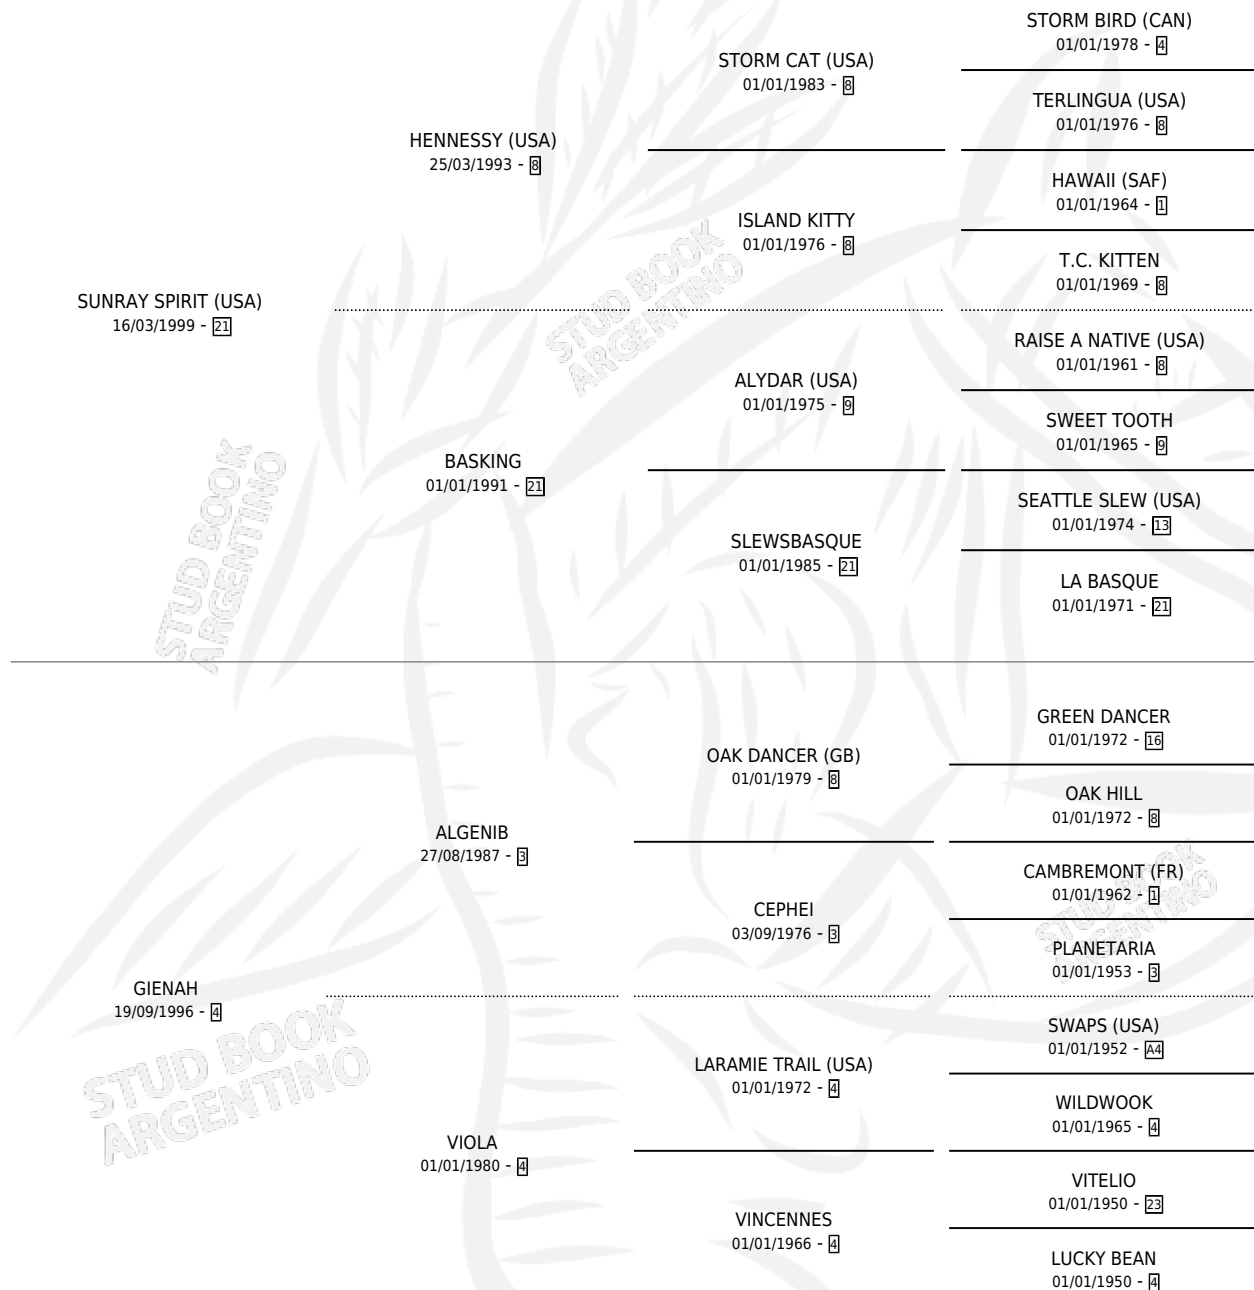 STORM BIRD (CAN)
01/01/1978 - 4
STORM CAT (USA)
01/01/1983 - 8
TERLINGUA (USA)
01/01/1976 - 8
HENNESSY (USA)
25/03/1993 - 8
HAWAII (SAF)
01/01/1964 - 1
ISLAND KITTY
01/01/1976 - 8
T.C. KITTEN
01/01/1969 - 8
SUNRAY SPIRIT (USA)
16/03/1999 - 21
RAISE A NATIVE (USA)
01/01/1961 - 8
ALYDAR (USA)
01/01/1975 - 9
SWEET TOOTH
01/01/1965 - 9
BASKING
01/01/1991 - 21
SEATTLE SLEW (USA)
01/01/1974 - 13
SLEWSBASQUE
01/01/1985 - 21
LA BASQUE
01/01/1971 - 21
GREEN DANCER
01/01/1972 - 16
OAK DANCER (GB)
01/01/1979 - 8
OAK HILL
01/01/1972 - 8
ALGENIB
27/08/1987 - 3
CAMBREMONT (FR)
01/01/1962 - 1
CEPHEI
03/09/1976 - 3
PLANETARIA
01/01/1953 - 3
GIENAH
19/09/1996 - 4
SWAPS (USA)
01/01/1952 - A4
LARAMIE TRAIL (USA)
01/01/1972 - 4
WILDWOOK
01/01/1965 - 4
VIOLA
01/01/1980 - 4
VITELIO
01/01/1950 - 23
VINCENNES
01/01/1966 - 4
LUCKY BEAN
01/01/1950 - 4
STUD BOOK
ARGENTINO
STUD BOOK
ARGENTINO
STUD BOOK
ARGENTINO
STUD BOOK
ARGENTINO